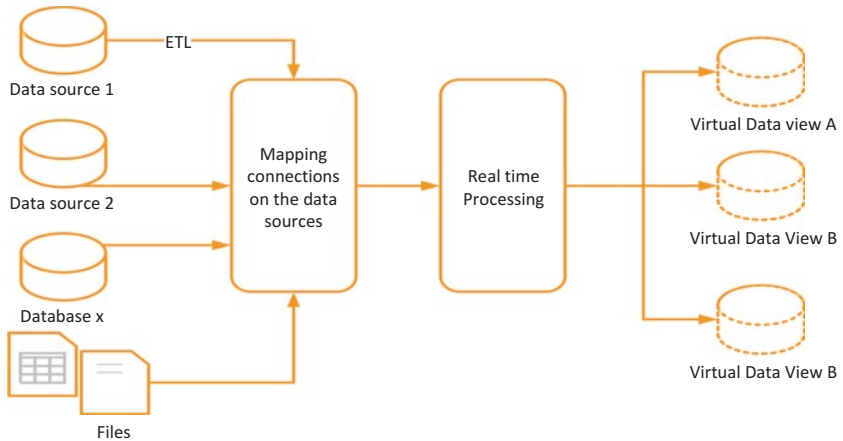 ETL
Data source 1
Data source 2
Database x
Files
Mapping
connections
on the data
sources
Real time
Processing
Virtual Data view A
Virtual Data View B
Virtual Data View B